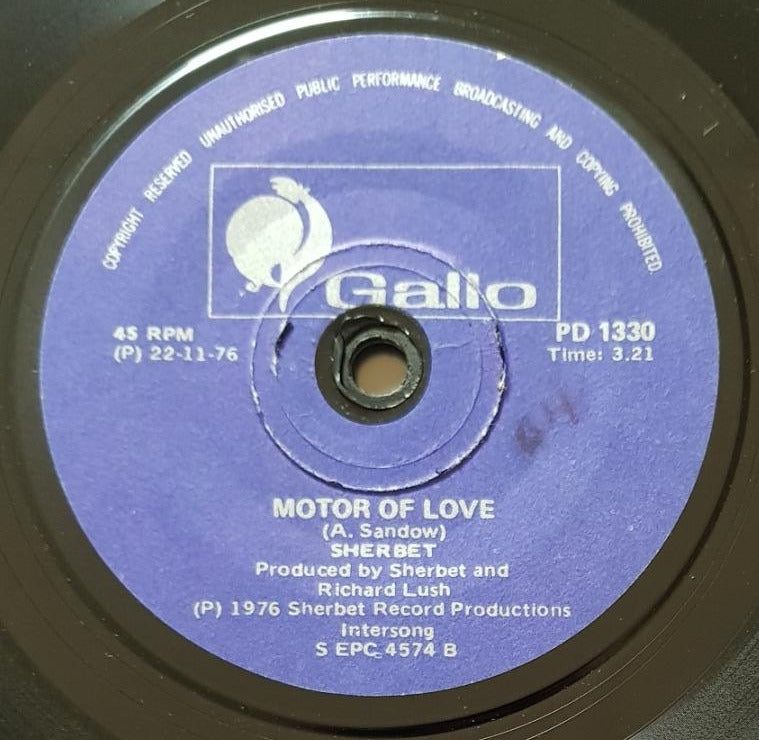 COPYRIGHT RESERVED UNAUTHORISED PUBLIC PERFORMANCE BROADCASTING AND COPYING PROHIBITED.
Gallo
45 RPM
(P) 22-11-76
PD 1330
Time: 3.21
MOTOR OF LOVE
(A. Sandow)
SHERBET
Produced by Sherbet and
Richard Lush
(P) 1976 Sherbet Record Productions
Intersong
S EPC 4574 B